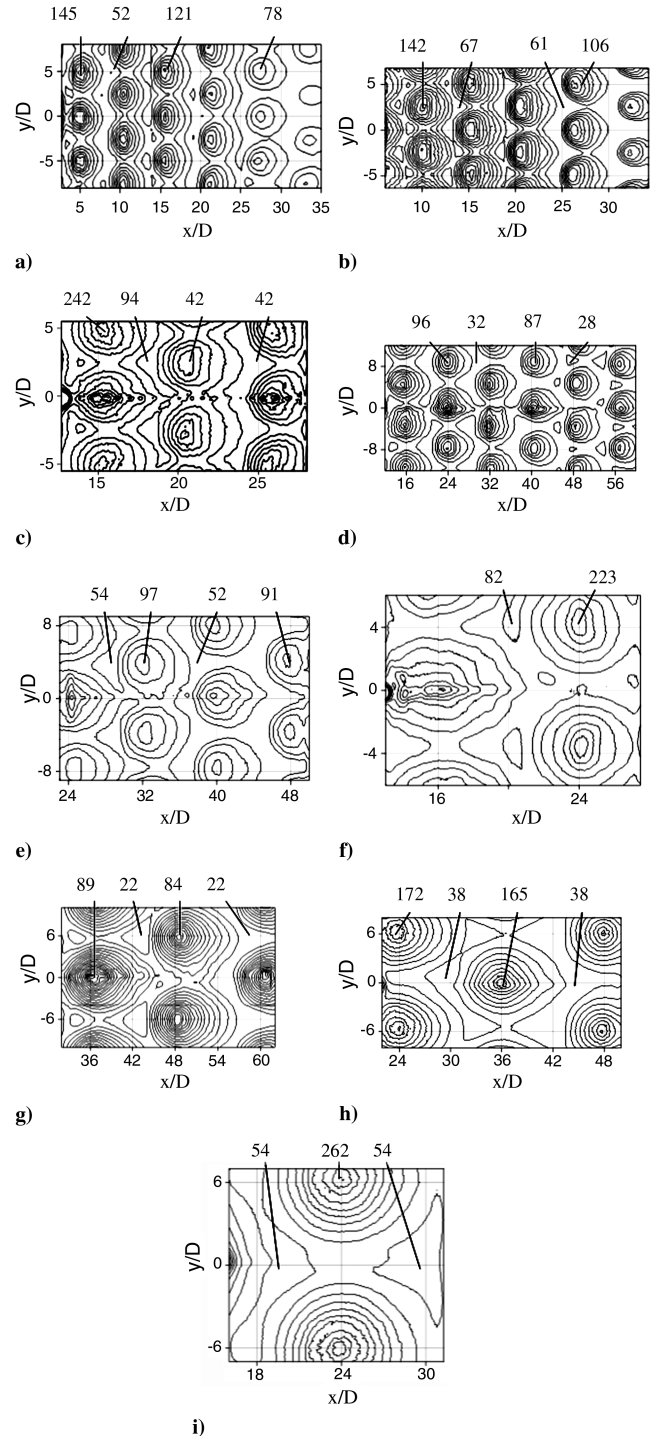 145 52 121 78
y/D
5
0
-5
5 10 15 20 25 30 35
x/D
a)
142 67 61 106
y/D
5
0
-5
10 15 20 25 30
x/D
b)
242 94 42 42
y/D
5
0
-5
15 20 25
x/D
c)
96 32 87 28
y/D
8
0
-8
16 24 32 40 48 56
x/D
d)
54 97 52 91
y/D
8
0
-8
24 32 40 48
x/D
e)
82 223
y/D
4
0
-4
16 24
x/D
f)
89 22 84 22
y/D
6
0
-6
36 42 48 54 60
x/D
g)
172 38 165 38
y/D
6
0
-6
24 30 36 42 48
x/D
h)
54 262 54
y/D
6
0
-6
18 24 30
x/D
i)